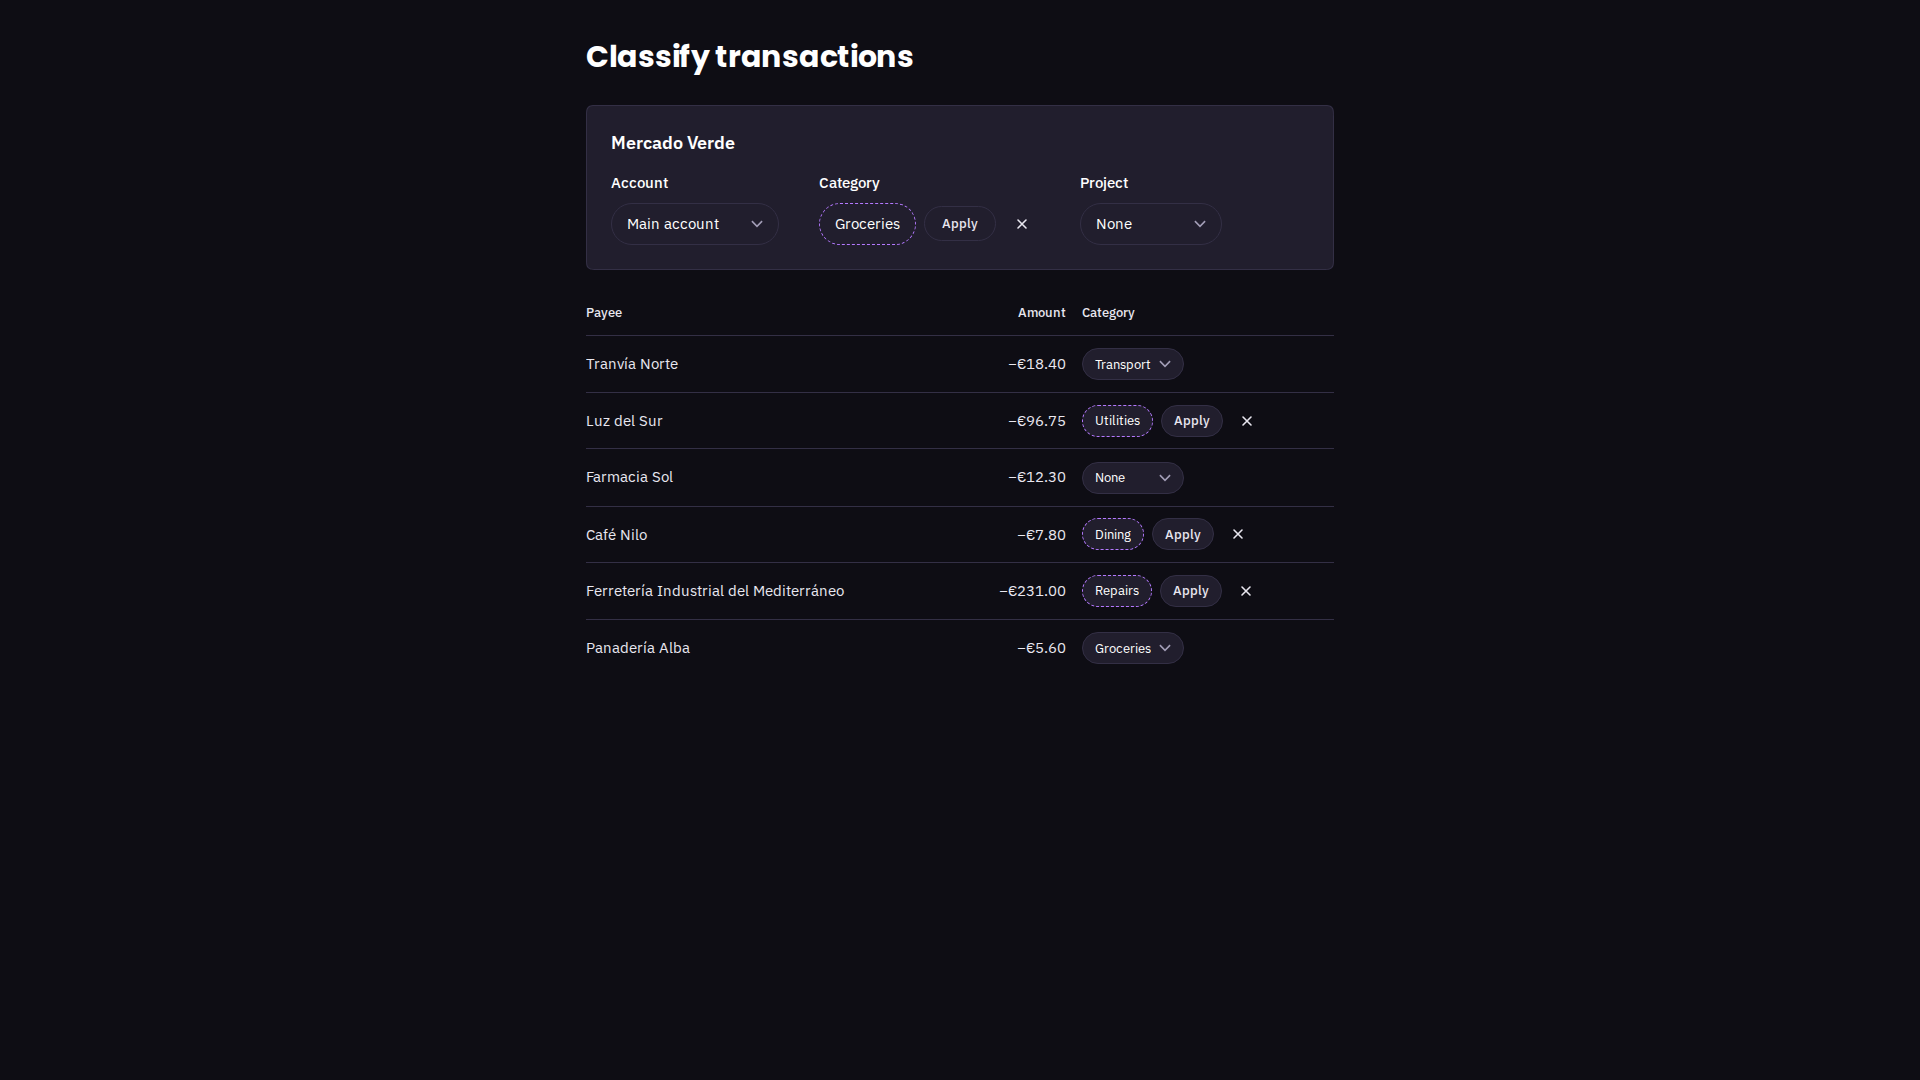 Classify transactions
Mercado Verde
Account Category Project
Main account Groceries Apply None
Payee Amount Category
Tranvía Norte −€18.40 Transport
Luz del Sur −€96.75 Utilities Apply
Farmacia Sol −€12.30 None
Café Nilo −€7.80 Dining Apply
Ferretería Industrial del Mediterráneo −€231.00 Repairs Apply
Panadería Alba −€5.60 Groceries